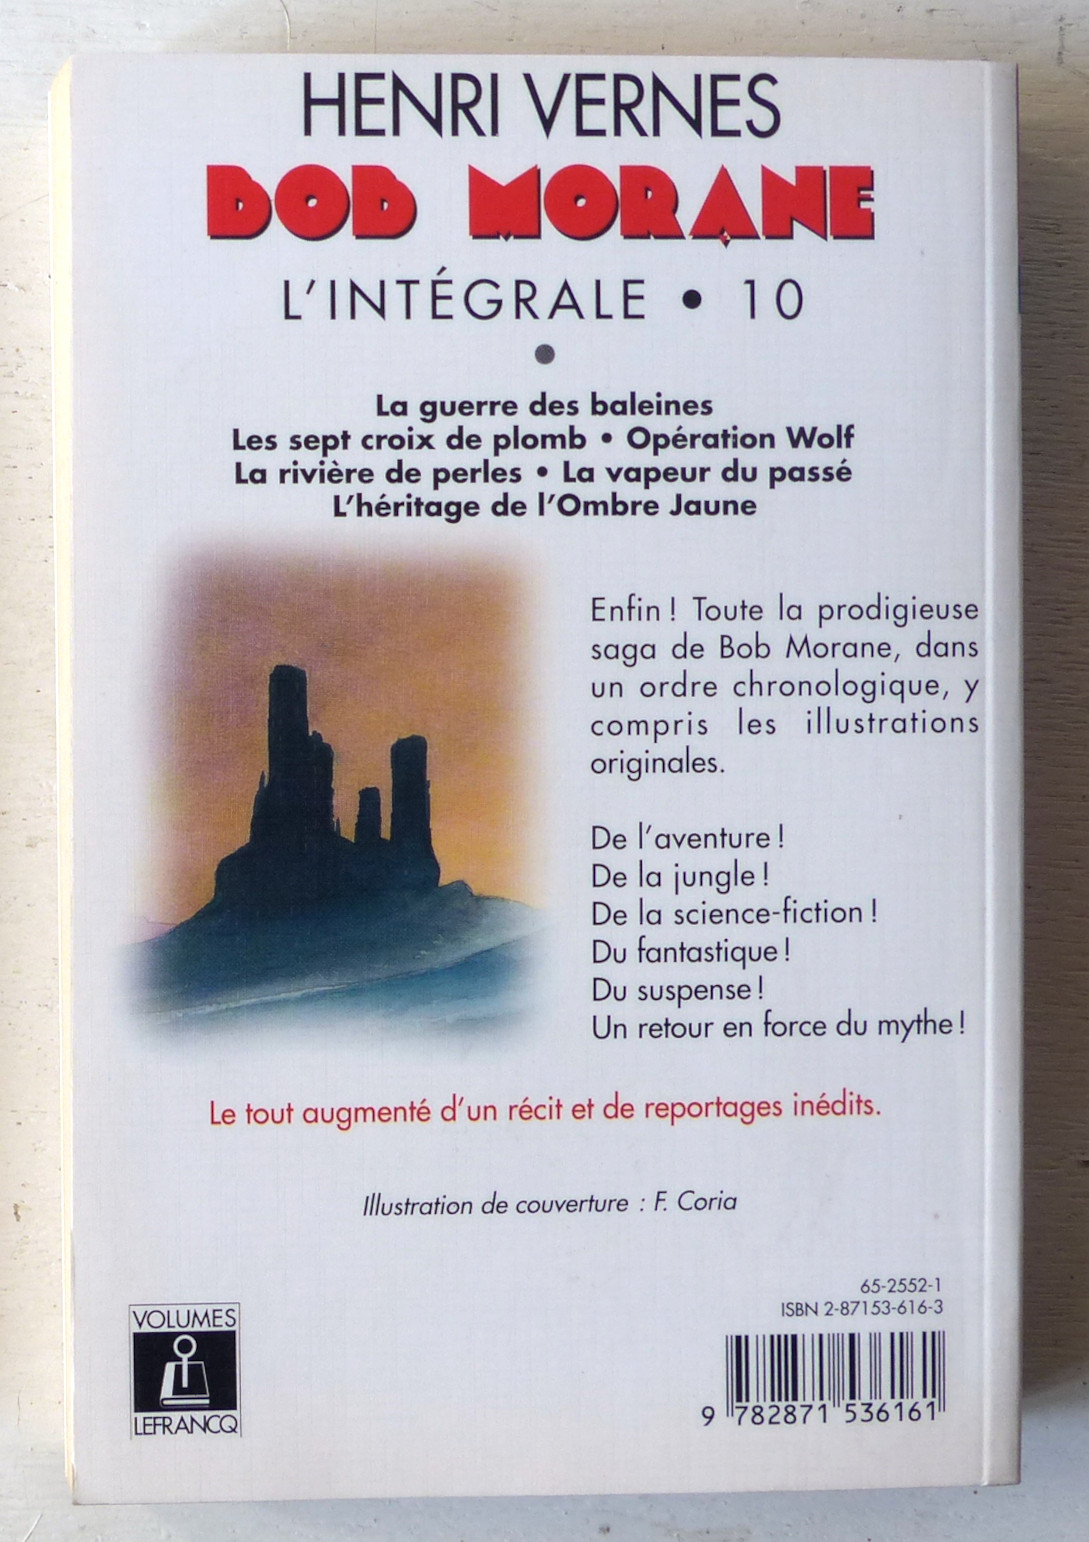 HENRI VERNES
BOB MORANE
L'INTÉGRALE • 10
•
La guerre des baleines
Les sept croix de plomb • Opération Wolf
La rivière de perles • La vapeur du passé
L'héritage de l'Ombre Jaune
Enfin ! Toute la prodigieuse
saga de Bob Morane, dans
un ordre chronologique, y
compris les illustrations
originales.
De l'aventure !
De la jungle !
De la science-fiction !
Du fantastique !
Du suspense !
Un retour en force du mythe !
Le tout augmenté d'un récit et de reportages inédits.
Illustration de couverture : F. Coria
65-2552-1
ISBN 2-87153-616-3
9 782871 536161
VOLUMES
LEFRANCQ